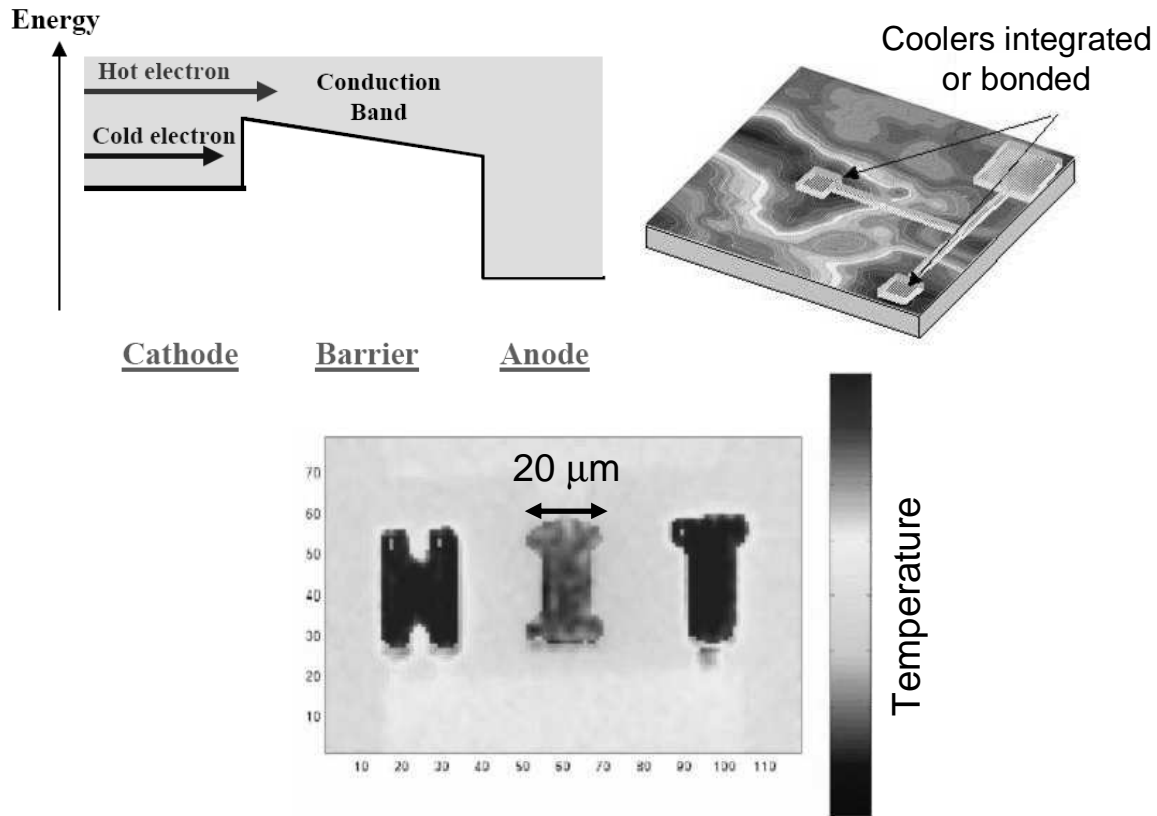 Energy
Hot electron
Conduction
Band
Cold electron
Cathode
Barrier
Anode
Coolers integrated
or bonded
20 μm
70
60
50
40
30
20
10
10 20 30 40 50 60 70 80 90 100 110
Temperature